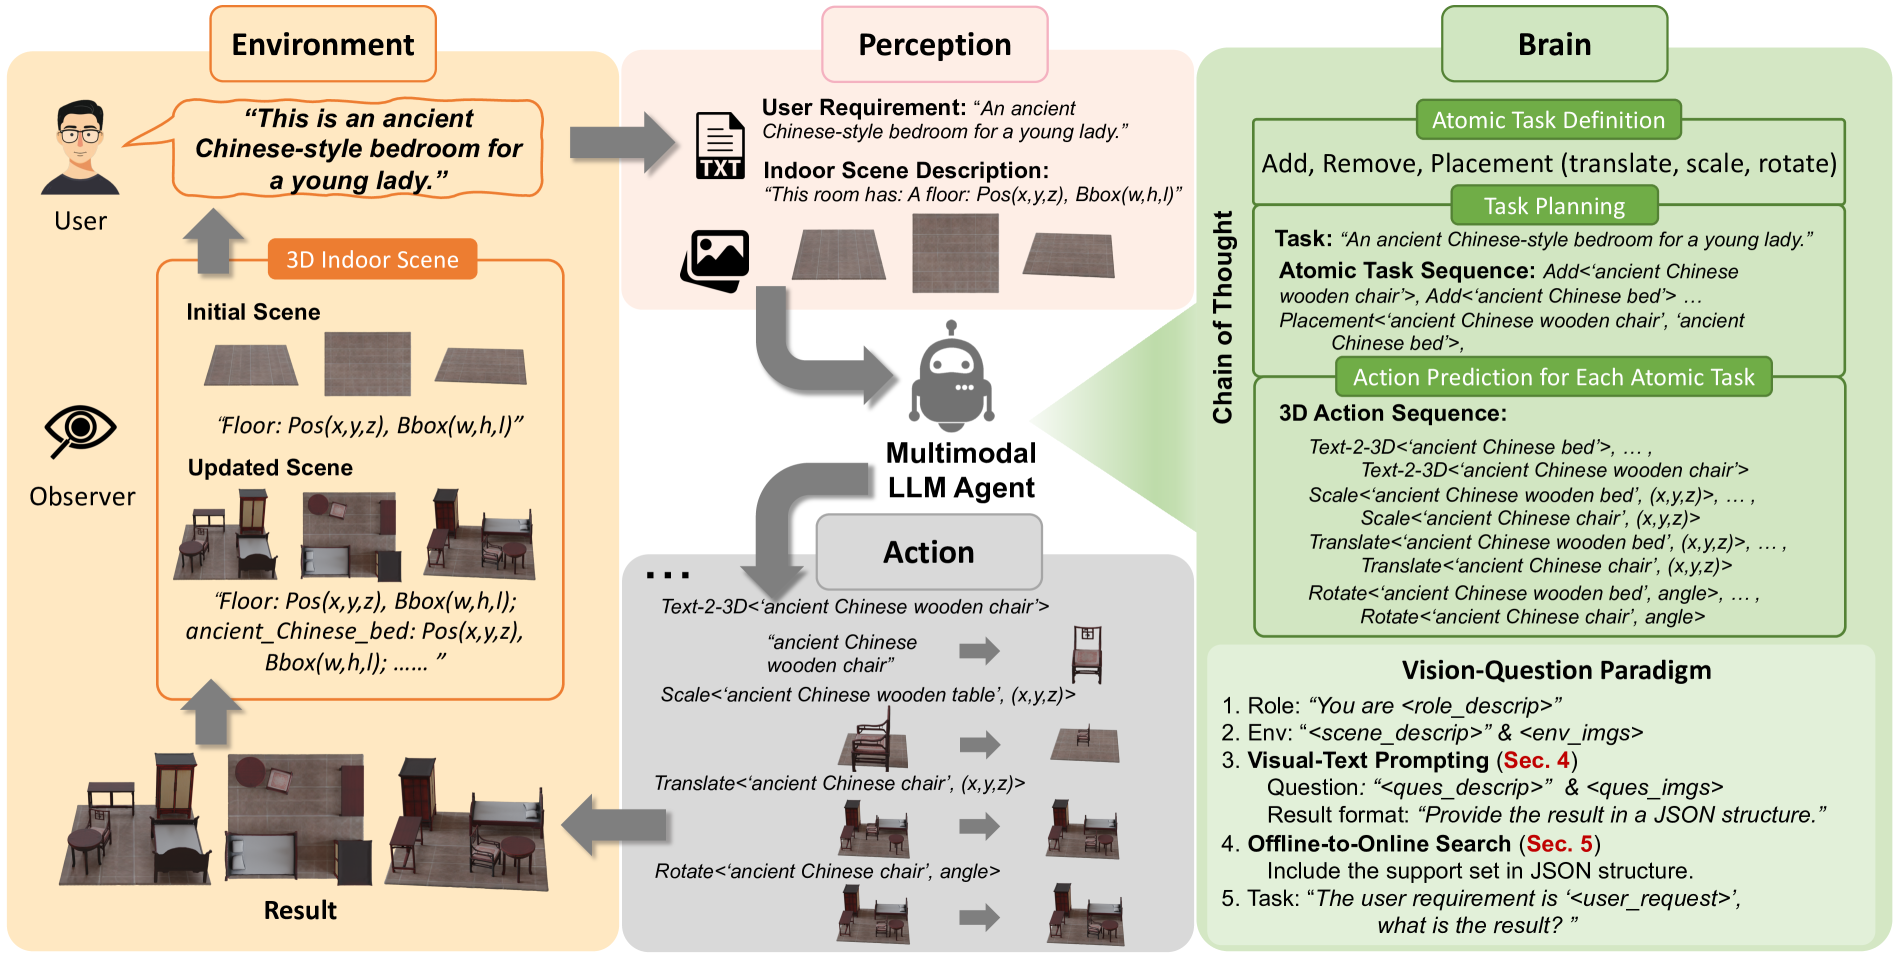 Environment
“This is an ancient
Chinese-style bedroom for
a young lady.”
User
3D Indoor Scene
Initial Scene
“Floor: Pos(x,y,z), Bbox(w,h,l)”
Observer
Updated Scene
“Floor: Pos(x,y,z), Bbox(w,h,l);
ancient_Chinese_bed: Pos(x,y,z),
Bbox(w,h,l); …… ”
Result
Perception
TXT
User Requirement: “An ancient
Chinese-style bedroom for a young lady.”
Indoor Scene Description:
“This room has: A floor: Pos(x,y,z), Bbox(w,h,l)”
Multimodal
LLM Agent
Action
...
Text-2-3D<‘ancient Chinese wooden chair’>
“ancient Chinese
wooden chair”
Scale<‘ancient Chinese wooden table’, (x,y,z)>
Translate<‘ancient Chinese chair’, (x,y,z)>
Rotate<‘ancient Chinese chair’, angle>
Brain
Chain of Thought
Atomic Task Definition
Add, Remove, Placement (translate, scale, rotate)
Task Planning
Task: “An ancient Chinese-style bedroom for a young lady.”
Atomic Task Sequence: Add<‘ancient Chinese
wooden chair’>, Add<‘ancient Chinese bed’> …
Placement<‘ancient Chinese wooden chair’, ‘ancient
Chinese bed’>,
Action Prediction for Each Atomic Task
3D Action Sequence:
Text-2-3D<‘ancient Chinese bed’>, … ,
Text-2-3D<‘ancient Chinese wooden chair’>
Scale<‘ancient Chinese wooden bed’, (x,y,z)>, … ,
Scale<‘ancient Chinese chair’, (x,y,z)>
Translate<‘ancient Chinese wooden bed’, (x,y,z)>, … ,
Translate<‘ancient Chinese chair’, (x,y,z)>
Rotate<‘ancient Chinese wooden bed’, angle>, … ,
Rotate<‘ancient Chinese chair’, angle>
Vision-Question Paradigm
1. Role: “You are <role_descrip>”
2. Env: “<scene_descrip>” & <env_imgs>
3. Visual-Text Prompting (Sec. 4)
Question: “<ques_descrip>” & <ques_imgs>
Result format: “Provide the result in a JSON structure.”
4. Offline-to-Online Search (Sec. 5)
Include the support set in JSON structure.
5. Task: “The user requirement is ‘<user_request>’,
what is the result? ”